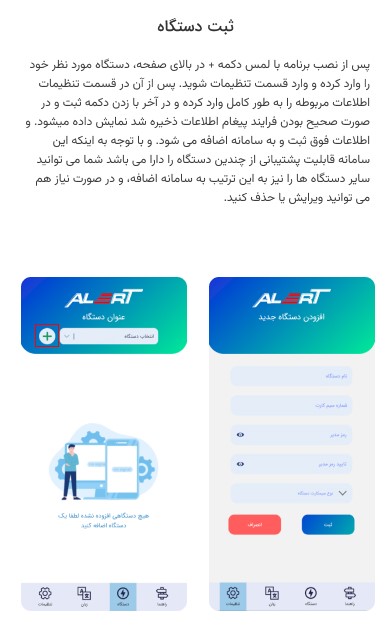 ثبت دستگاه
پس از نصب برنامه با لمس دکمه + در بالای صفحه، دستگاه مورد نظر خود
را وارد کرده و وارد قسمت تنظیمات شوید. پس از آن در قسمت تنظیمات
اطلاعات مربوطه را به طور کامل وارد کرده و در آخر با زدن دکمه ثبت و در
صورت صحیح بودن فرایند پیغام اطلاعات ذخیره شد نمایش داده میشود. و
اطلاعات فوق ثبت و به سامانه اضافه می شود. و با توجه به اینکه این
سامانه قابلیت پشتیبانی از چندین دستگاه را دارا می باشد شما می توانید
سایر دستگاه ها را نیز به این ترتیب به سامانه اضافه، و در صورت نیاز هم
می توانید ویرایش یا حذف کنید.
ALERT
افزودن دستگاه جدید
نام دستگاه
شماره سیم کارت
رمز مدیر
تایید رمز مدیر
نوع سیمکارت دستگاه
ثبت
انصراف
راهنما
دستگاه
زبان
تنظیمات
ALERT
عنوان دستگاه
انتخاب دستگاه
هیچ دستگاهی افزوده نشده لطفا یک
دستگاه اضافه کنید
راهنما
دستگاه
زبان
تنظیمات